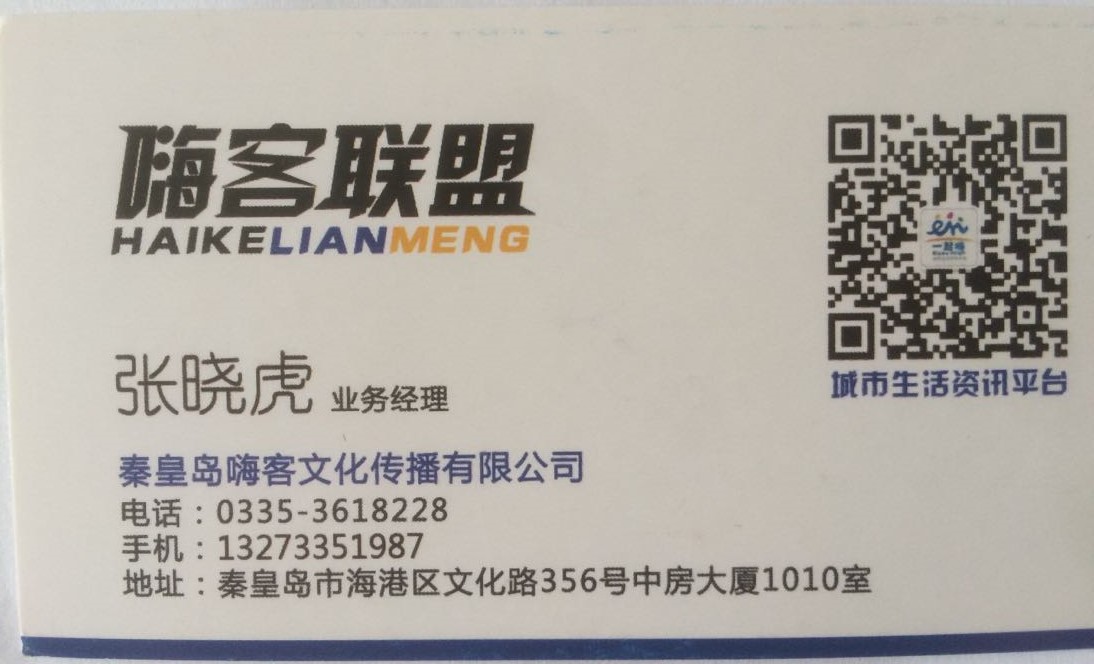 嗨客联盟
HAIKELIANMENG
城市生活资讯平台
张晓虎 业务经理
秦皇岛嗨客文化传播有限公司
电话：0335-3618228
手机：13273351987
地址：秦皇岛市海港区文化路356号中房大厦1010室